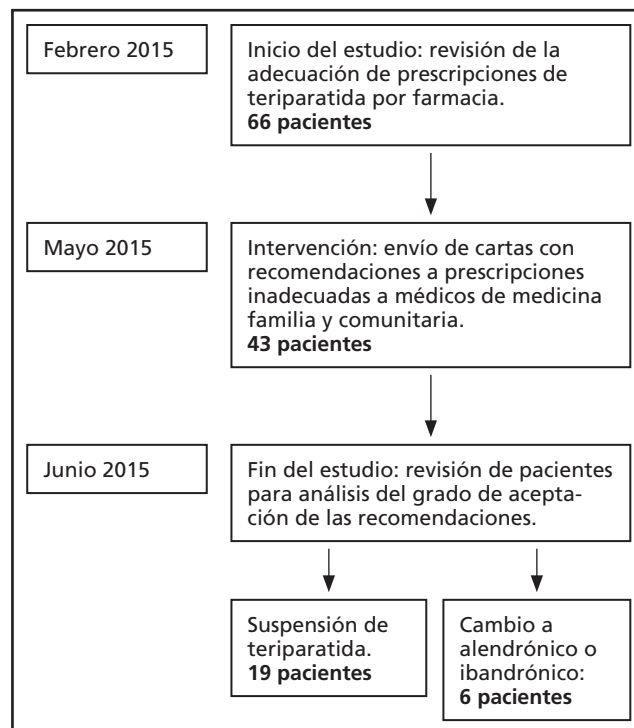 Febrero 2015
Inicio del estudio: revisión de la
adecuación de prescripciones de
teriparatida por farmacia.
66 pacientes
Mayo 2015
Intervención: envío de cartas con
recomendaciones a prescripciones
inadecuadas a médicos de medicina
familia y comunitaria.
43 pacientes
Junio 2015
Fin del estudio: revisión de pacientes
para análisis del grado de acepta-
ción de las recomendaciones.
Suspensión de
teriparatida.
19 pacientes
Cambio a
alendrónico o
ibandrónico:
6 pacientes